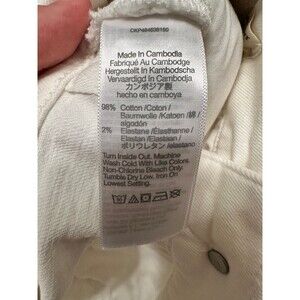 Made In Cambodia
Fabriqué Au Cambodge
Hergestellt In Kambodscha
Vervaardigd In Cambodja
カンボジア製
hecho en camboya
98% Cotton /Coton /
Baumwolle /Katoen /綿 /
algodón
2% Elastane /Élasthanne /
Elastan /Elastaan /
ポリウレタン /elastano
Turn Inside Out. Machine
Wash Cold With Like Colors.
Non-Chlorine Bleach Only.
Tumble Dry Low. Iron On
Lowest Setting.